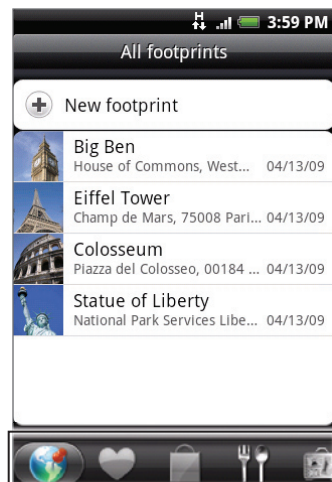 H 3:59 PM
All footprints
New footprint
Big Ben
House of Commons, West... 04/13/09
Eiffel Tower
Champ de Mars, 75008 Pari... 04/13/09
Colosseum
Piazza del Colosseo, 00184 ... 04/13/09
Statue of Liberty
National Park Services Libe... 04/13/09